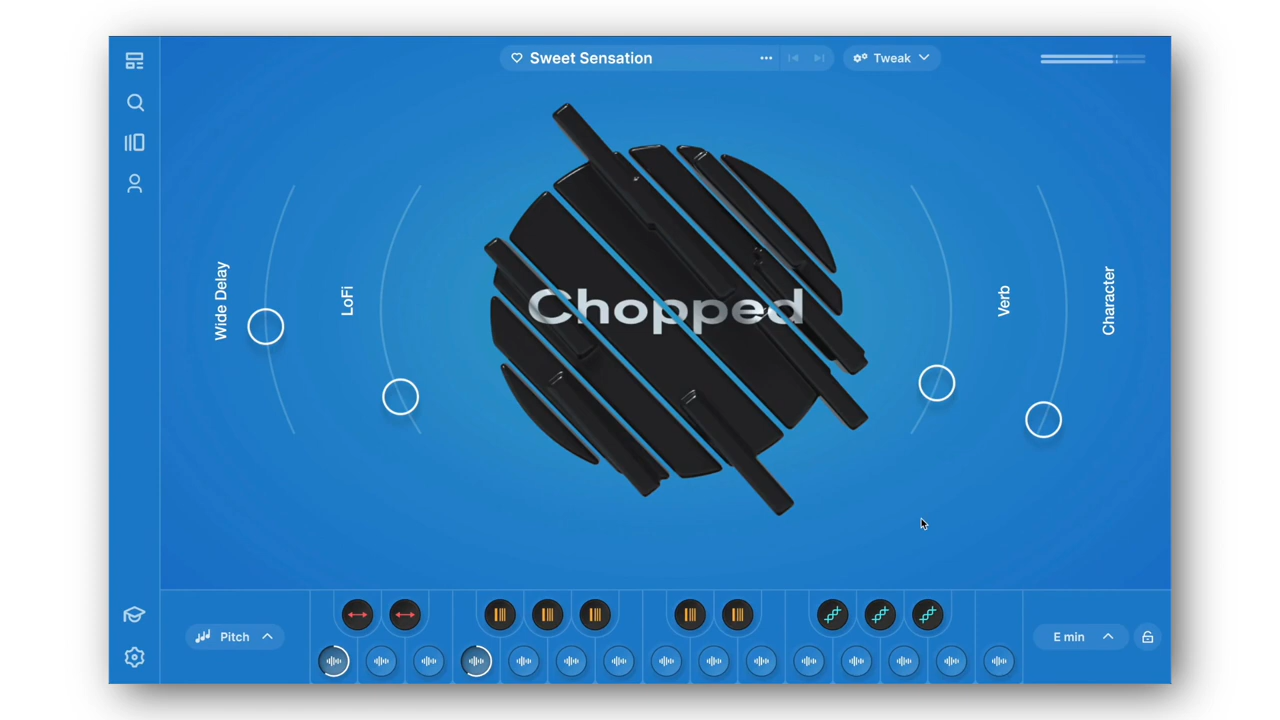 Sweet Sensation
Tweak
Wide Delay
LoFi
Chopped
Verb
Character
Pitch
E min